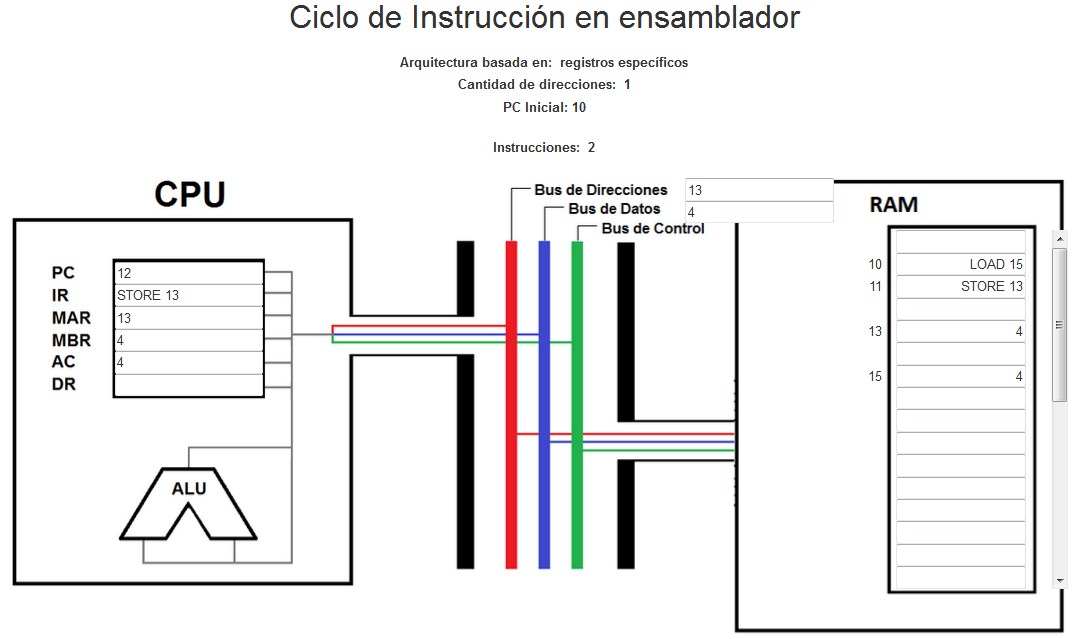 Ciclo de Instrucción en ensamblador
Arquitectura basada en: registros específicos
Cantidad de direcciones: 1
PC Inicial: 10
Instrucciones: 2
CPU
PC 12
IR STORE 13
MAR 13
MBR 4
AC 4
DR
ALU
Bus de Direcciones 13
Bus de Datos 4
Bus de Control
RAM
10 LOAD 15
11 STORE 13
13 4
15 4